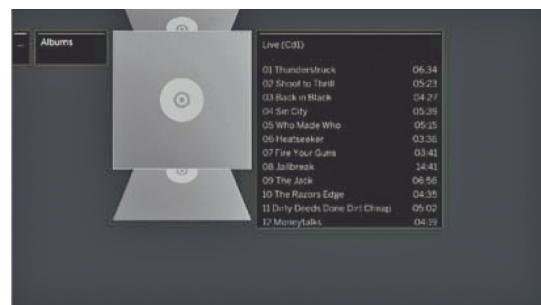 ...
Albums
Live (Cd1)
01 Thunderstruck 06:34
02 Shoot to Thrill 05:23
03 Back in Black 04:27
04 Sin City 05:39
05 Who Made Who 05:15
06 Heatseeker 03:38
07 Fire Your Guns 03:41
08 Jailbreak 14:41
09 The Jack 06:56
10 The Razors Edge 04:35
11 Dirty Deeds Done Dirt Cheap 05:02
12 Moneytalks 04:19